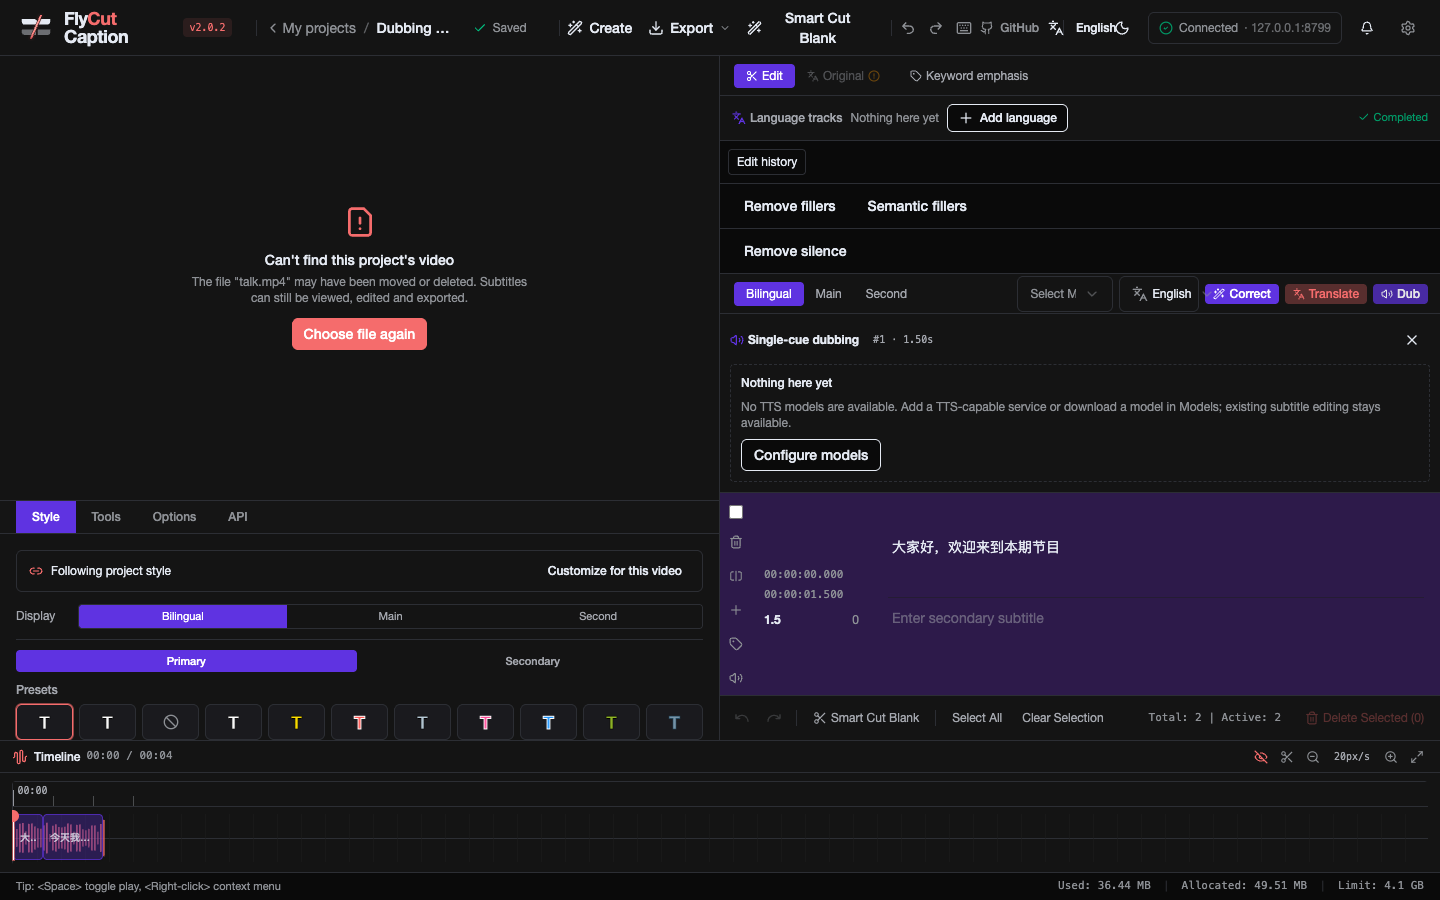 FlyCut
Caption
v2.0.2
My projects / Dubbing ...
Saved
Create
Export
Smart Cut
Blank
GitHub
English
Connected · 127.0.0.1:8799
Can't find this project's video
The file "talk.mp4" may have been moved or deleted. Subtitles
can still be viewed, edited and exported.
Choose file again
Style
Tools
Options
API
Following project style
Customize for this video
Display
Bilingual
Main
Second
Primary
Secondary
Presets
T T T T T T T T T T
Edit
Original
Keyword emphasis
Language tracks
Nothing here yet
Add language
Completed
Edit history
Remove fillers
Semantic fillers
Remove silence
Bilingual
Main
Second
Select M
English
Correct
Translate
Dub
Single-cue dubbing
#1 · 1.50s
Nothing here yet
No TTS models are available. Add a TTS-capable service or download a model in Models; existing subtitle editing stays
available.
Configure models
大家好，欢迎来到本期节目
00:00:00.000
00:00:01.500
1.5
0
Enter secondary subtitle
Smart Cut Blank
Select All
Clear Selection
Total: 2 | Active: 2
Delete Selected (0)
Timeline
00:00 / 00:04
20px/s
00:00
大...
今天我...
Tip: <Space> toggle play, <Right-click> context menu
Used: 36.44 MB | Allocated: 49.51 MB | Limit: 4.1 GB